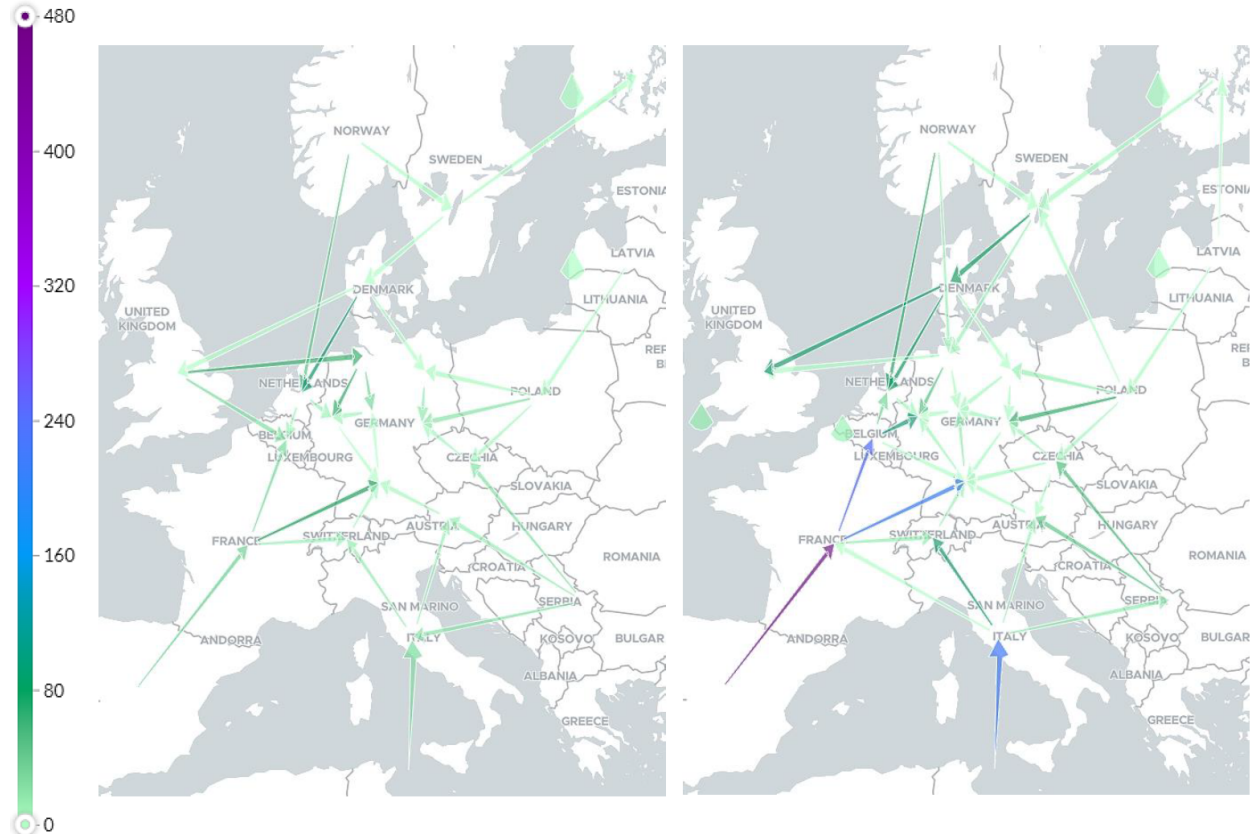 480
400
320
240
160
80
0
NORWAY
SWEDEN
ESTONIA
LATVIA
DENMARK
LITHUANIA
UNITED
KINGDOM
NETHERLANDS
POLAND
GERMANY
BELGIUM
LUXEMBOURG
CZECHIA
SLOVAKIA
FRANCE
SWITZERLAND
AUSTRIA
HUNGARY
ROMANIA
CROATIA
SAN MARINO
SERBIA
ANDORRA
ITALY
KOSOVO
BULGAR
ALBANIA
GREECE
NORWAY
SWEDEN
ESTONI
LATVIA
DENMARK
LITHUANIA
UNITED
KINGDOM
RE
B
NETHERLANDS
POLAND
GERMANY
BELGIUM
LUXEMBOURG
CZECHIA
SLOVAKIA
FRANCE
SWITZERLAND
AUSTRIA
HUNGARY
ROMANIA
CROATIA
SAN MARINO
SERBIA
ANDORRA
ITALY
KOSOVO
BULGAR
ALBANIA
GREECE